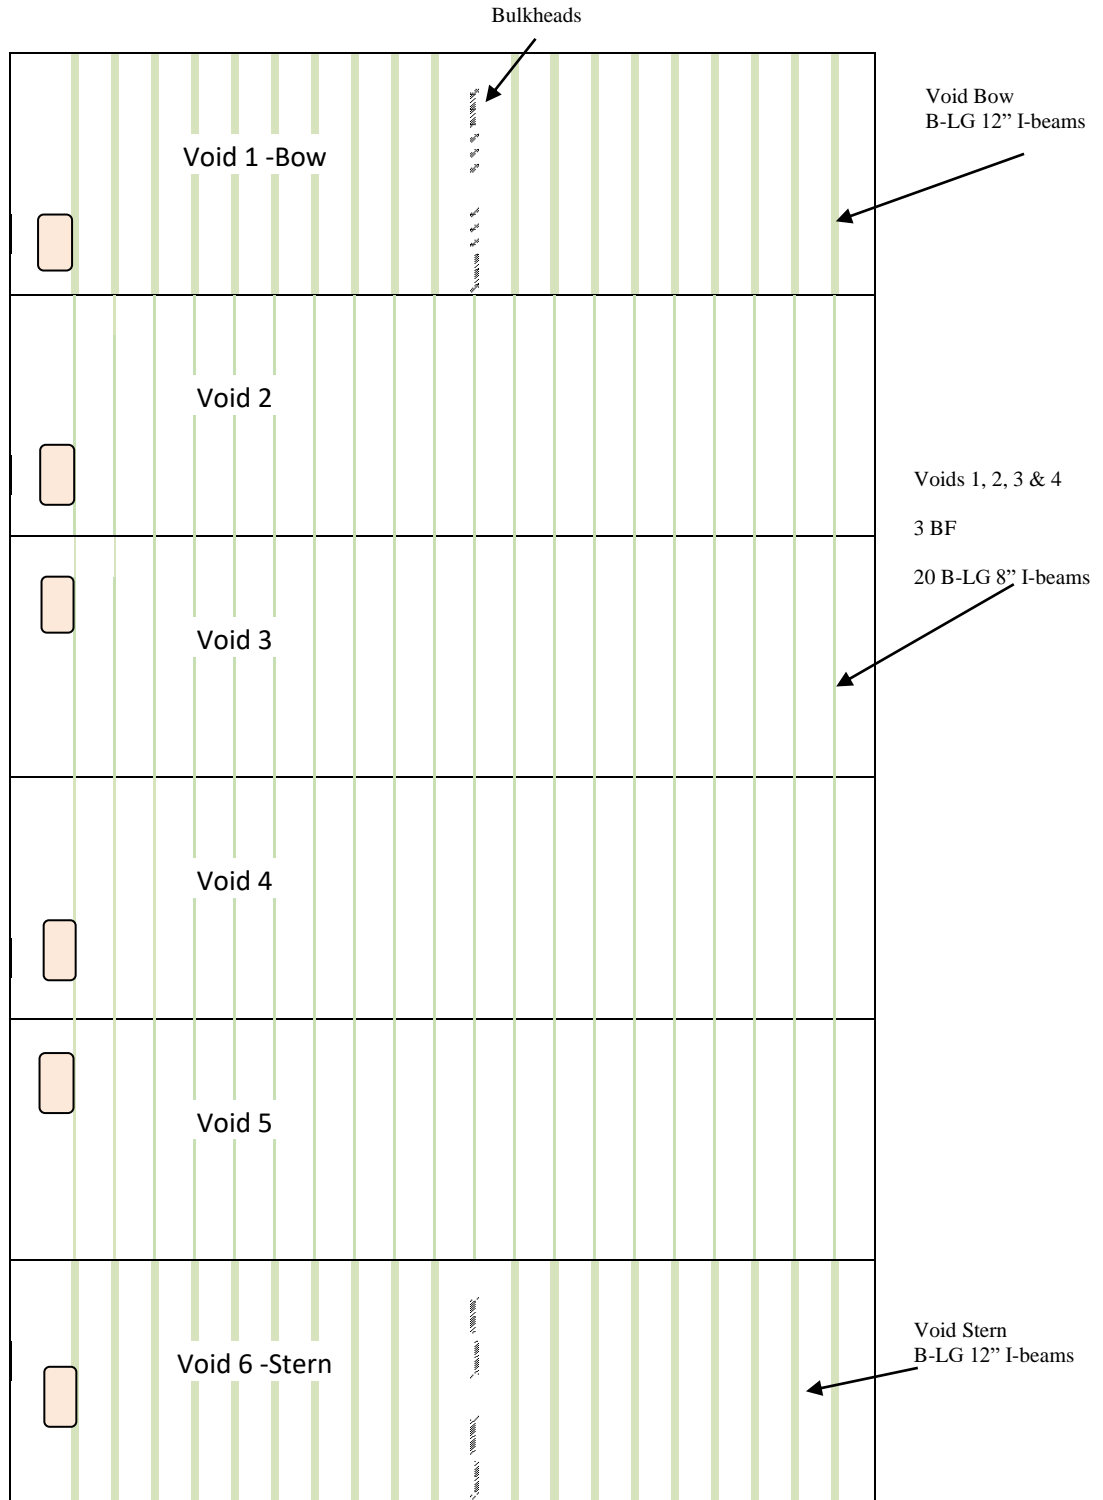 Bulkheads
Void Bow
B-LG 12” I-beams
Void 1 -Bow
Void 2
Voids 1, 2, 3 & 4
3 BF
20 B-LG 8” I-beams
Void 3
Void 4
Void 5
Void Stern
B-LG 12” I-beams
Void 6 -Stern